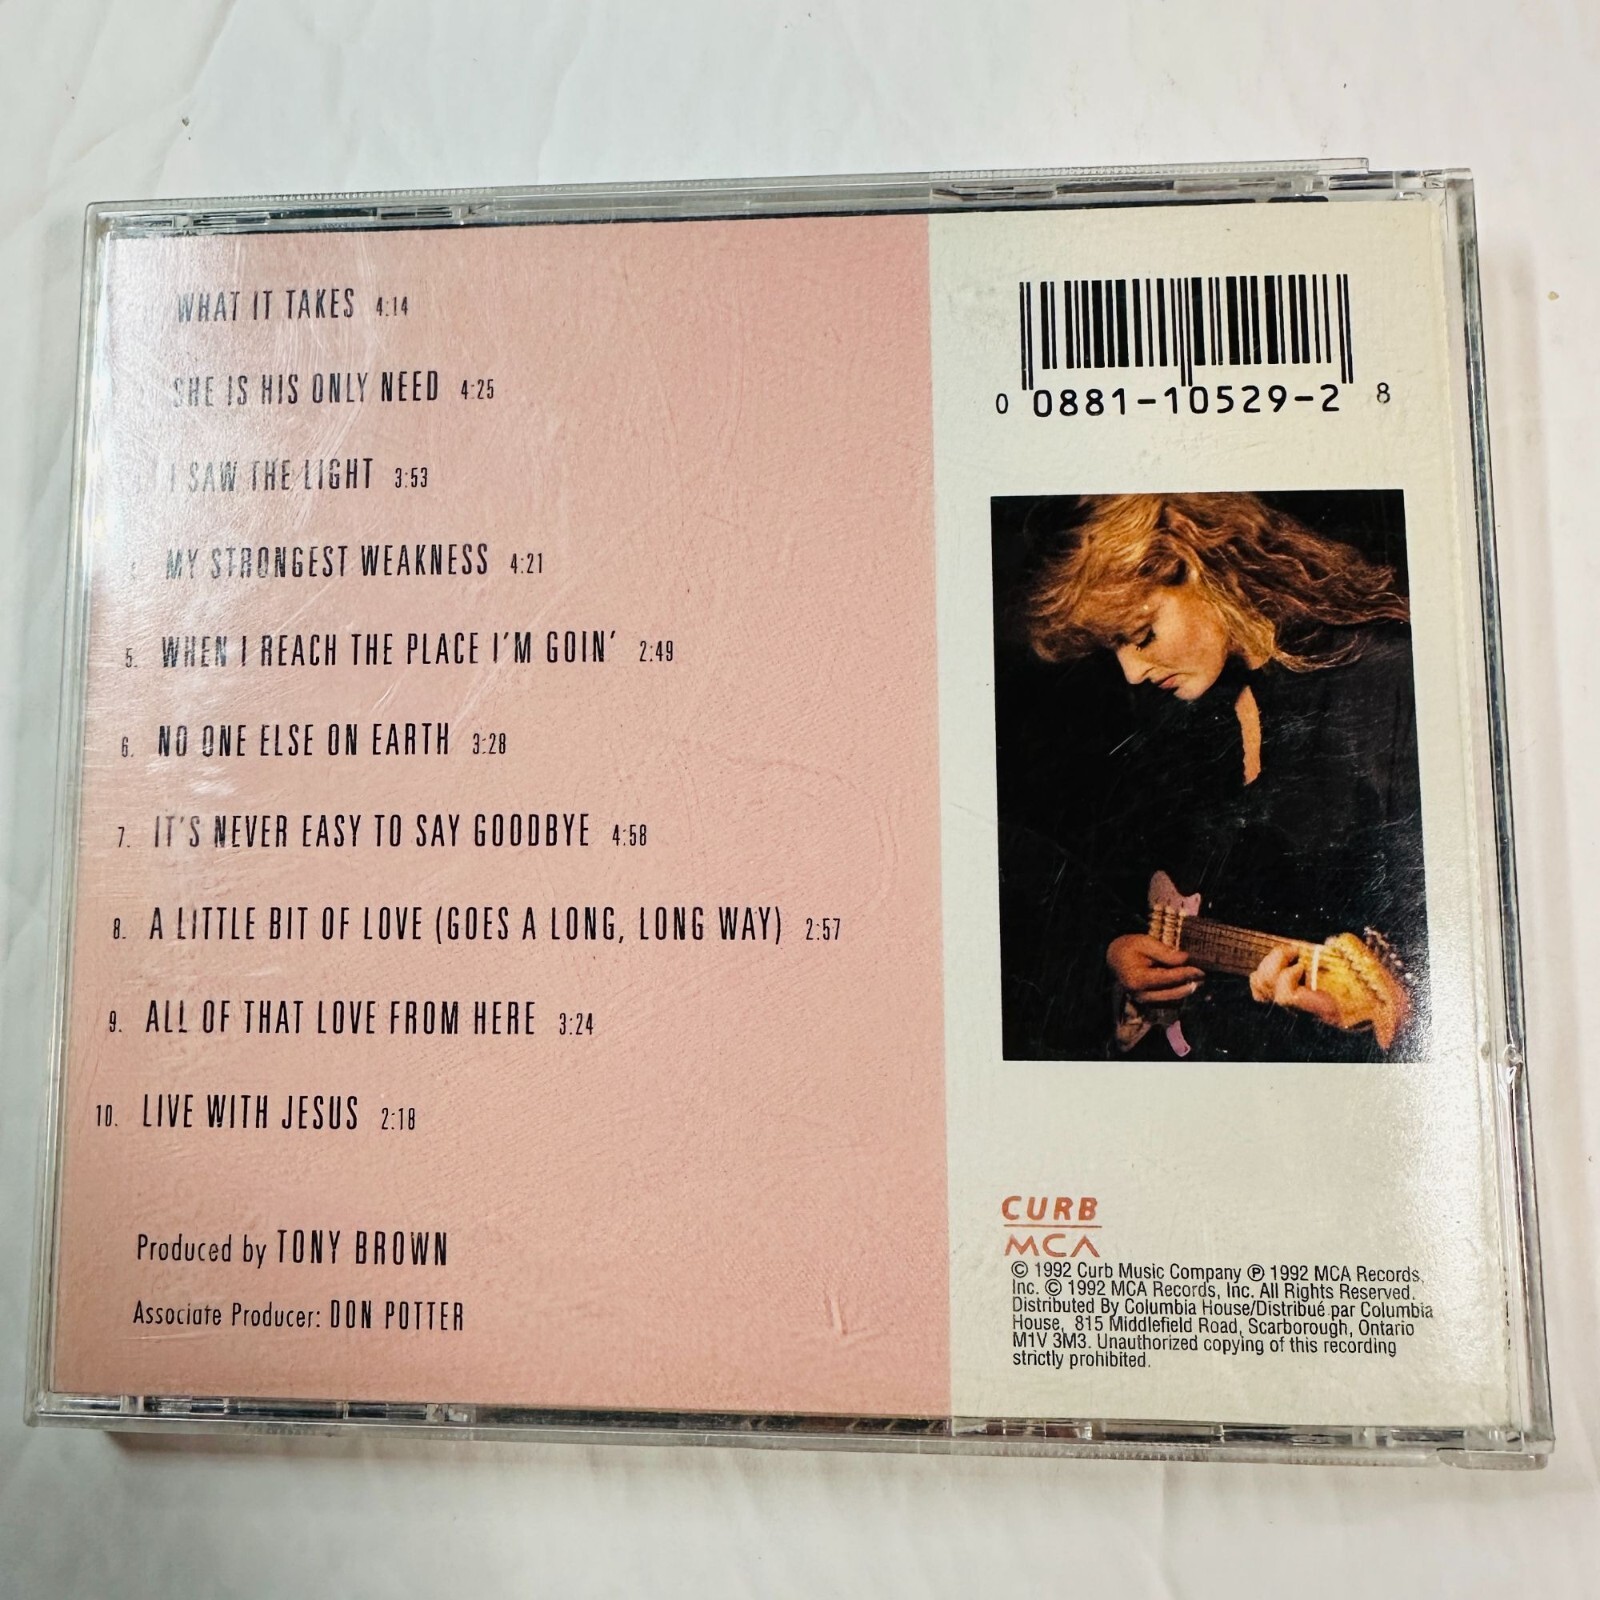 WHAT IT TAKES 4:14
SHE IS HIS ONLY NEED 4:25
I SAW THE LIGHT 3:53
MY STRONGEST WEAKNESS 4:21
5. WHEN I REACH THE PLACE I'M GOIN' 2:49
6. NO ONE ELSE ON EARTH 3:28
7. IT'S NEVER EASY TO SAY GOODBYE 4:58
8. A LITTLE BIT OF LOVE (GOES A LONG, LONG WAY) 2:57
9. ALL OF THAT LOVE FROM HERE 3:24
10. LIVE WITH JESUS 2:18
Produced by TONY BROWN
Associate Producer: DON POTTER
0 0881-10529-2 8
CURB
MCA
© 1992 Curb Music Company ℗ 1992 MCA Records,
Inc. © 1992 MCA Records, Inc. All Rights Reserved.
Distributed By Columbia House/Distribué par Columbia
House, 815 Middlefield Road, Scarborough, Ontario
M1V 3M3. Unauthorized copying of this recording
strictly prohibited.